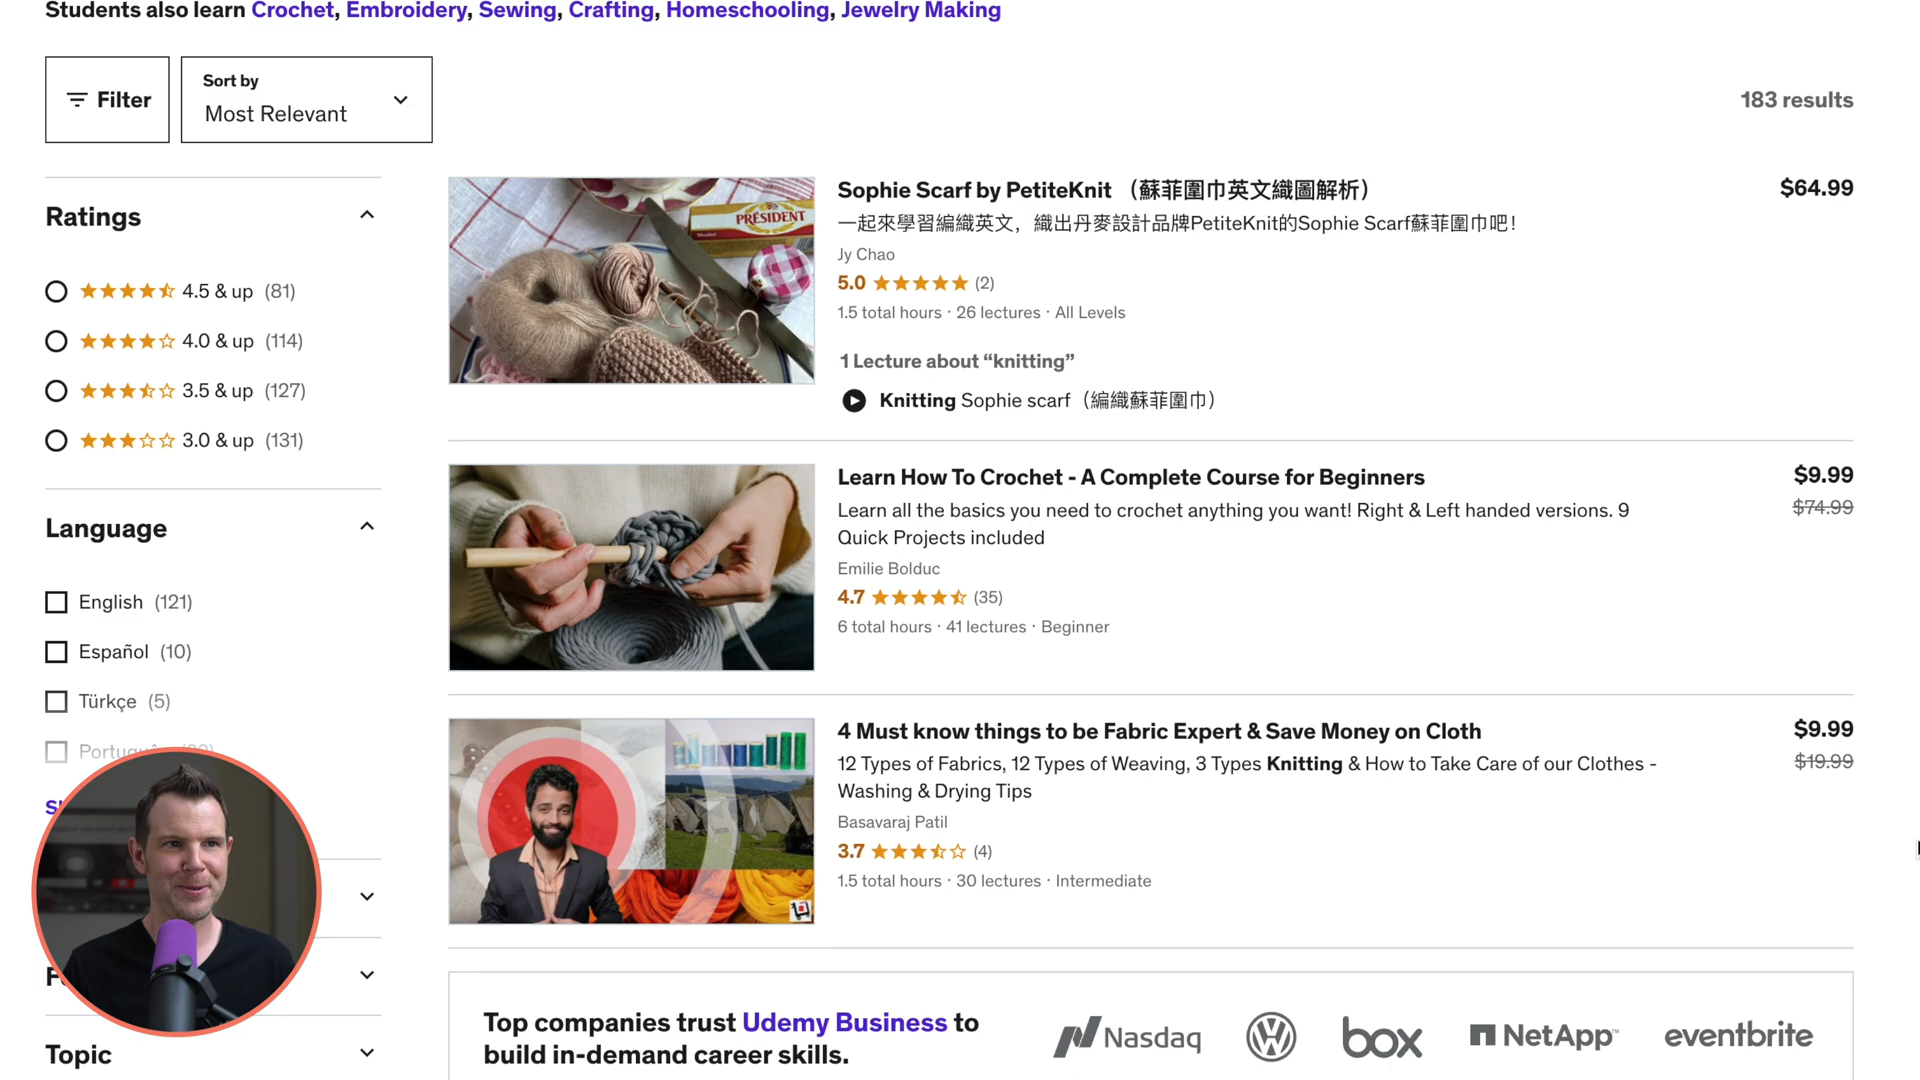 Students also learn Crochet, Embroidery, Sewing, Crafting, Homeschooling, Jewelry Making
Filter
Sort by
Most Relevant
183 results
Ratings
4.5 & up (81)
4.0 & up (114)
3.5 & up (127)
3.0 & up (131)
Language
English (121)
Español (10)
Türkçe (5)
Topic
PRÉSIDENT
Sophie Scarf by PetiteKnit （蘇菲圍巾英文織圖解析）
一起來學習編織英文，織出丹麥設計品牌PetiteKnit的Sophie Scarf蘇菲圍巾吧！
Jy Chao
5.0 (2)
1.5 total hours · 26 lectures · All Levels
1 Lecture about “knitting”
Knitting Sophie scarf（編織蘇菲圍巾）
$64.99
Learn How To Crochet - A Complete Course for Beginners
Learn all the basics you need to crochet anything you want! Right & Left handed versions. 9
Quick Projects included
Emilie Bolduc
4.7 (35)
6 total hours · 41 lectures · Beginner
$9.99
$74.99
4 Must know things to be Fabric Expert & Save Money on Cloth
12 Types of Fabrics, 12 Types of Weaving, 3 Types Knitting & How to Take Care of our Clothes -
Washing & Drying Tips
Basavaraj Patil
3.7 (4)
1.5 total hours · 30 lectures · Intermediate
$9.99
$19.99
Top companies trust Udemy Business to
build in-demand career skills.
Nasdaq
box
NetApp™
eventbrite